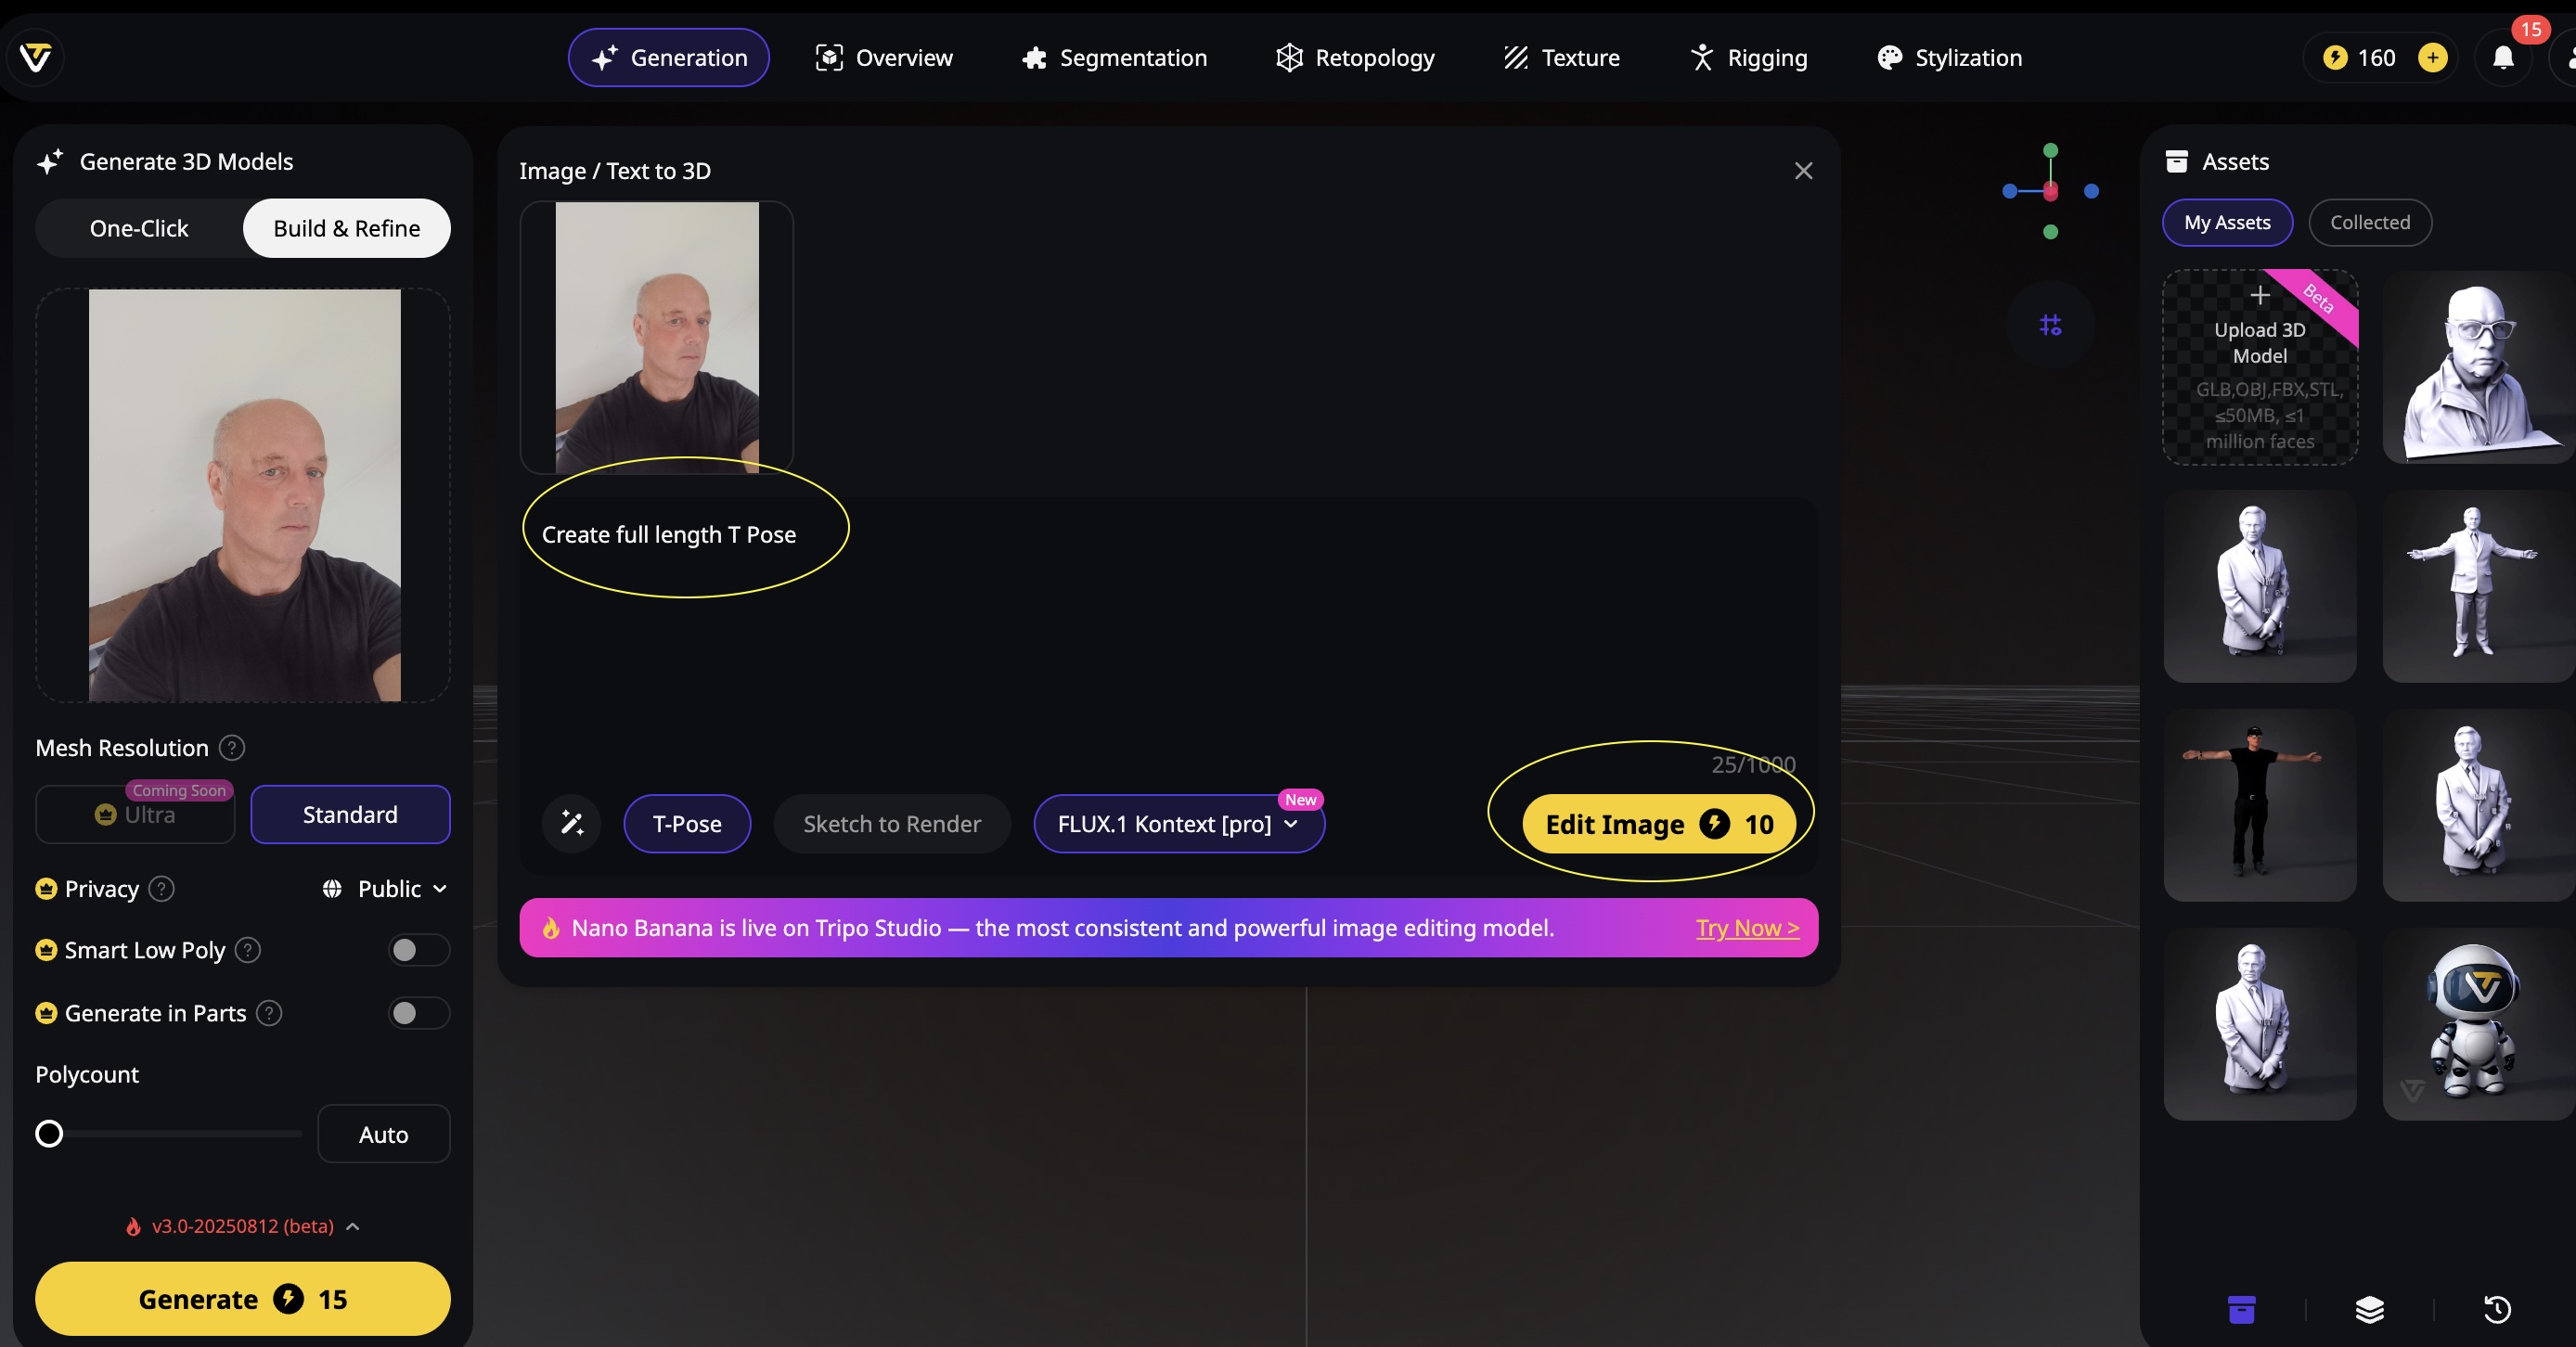 Generation
Overview
Segmentation
Retopology
Texture
Rigging
Stylization
160
15
Generate 3D Models
One-Click
Build & Refine
Mesh Resolution ?
Coming Soon
Ultra
Standard
Privacy ?
Public
Smart Low Poly ?
Generate in Parts ?
Polycount
Auto
v3.0-20250812 (beta)
Generate 15
Image / Text to 3D
Create full length T Pose
25/1000
T-Pose
Sketch to Render
FLUX.1 Kontext [pro]
New
Edit Image 10
Nano Banana is live on Tripo Studio — the most consistent and powerful image editing model.
Try Now >
Assets
My Assets
Collected
Beta
Upload 3D
Model
GLB,OBJ,FBX,STL,
≤50MB, ≤1
million faces